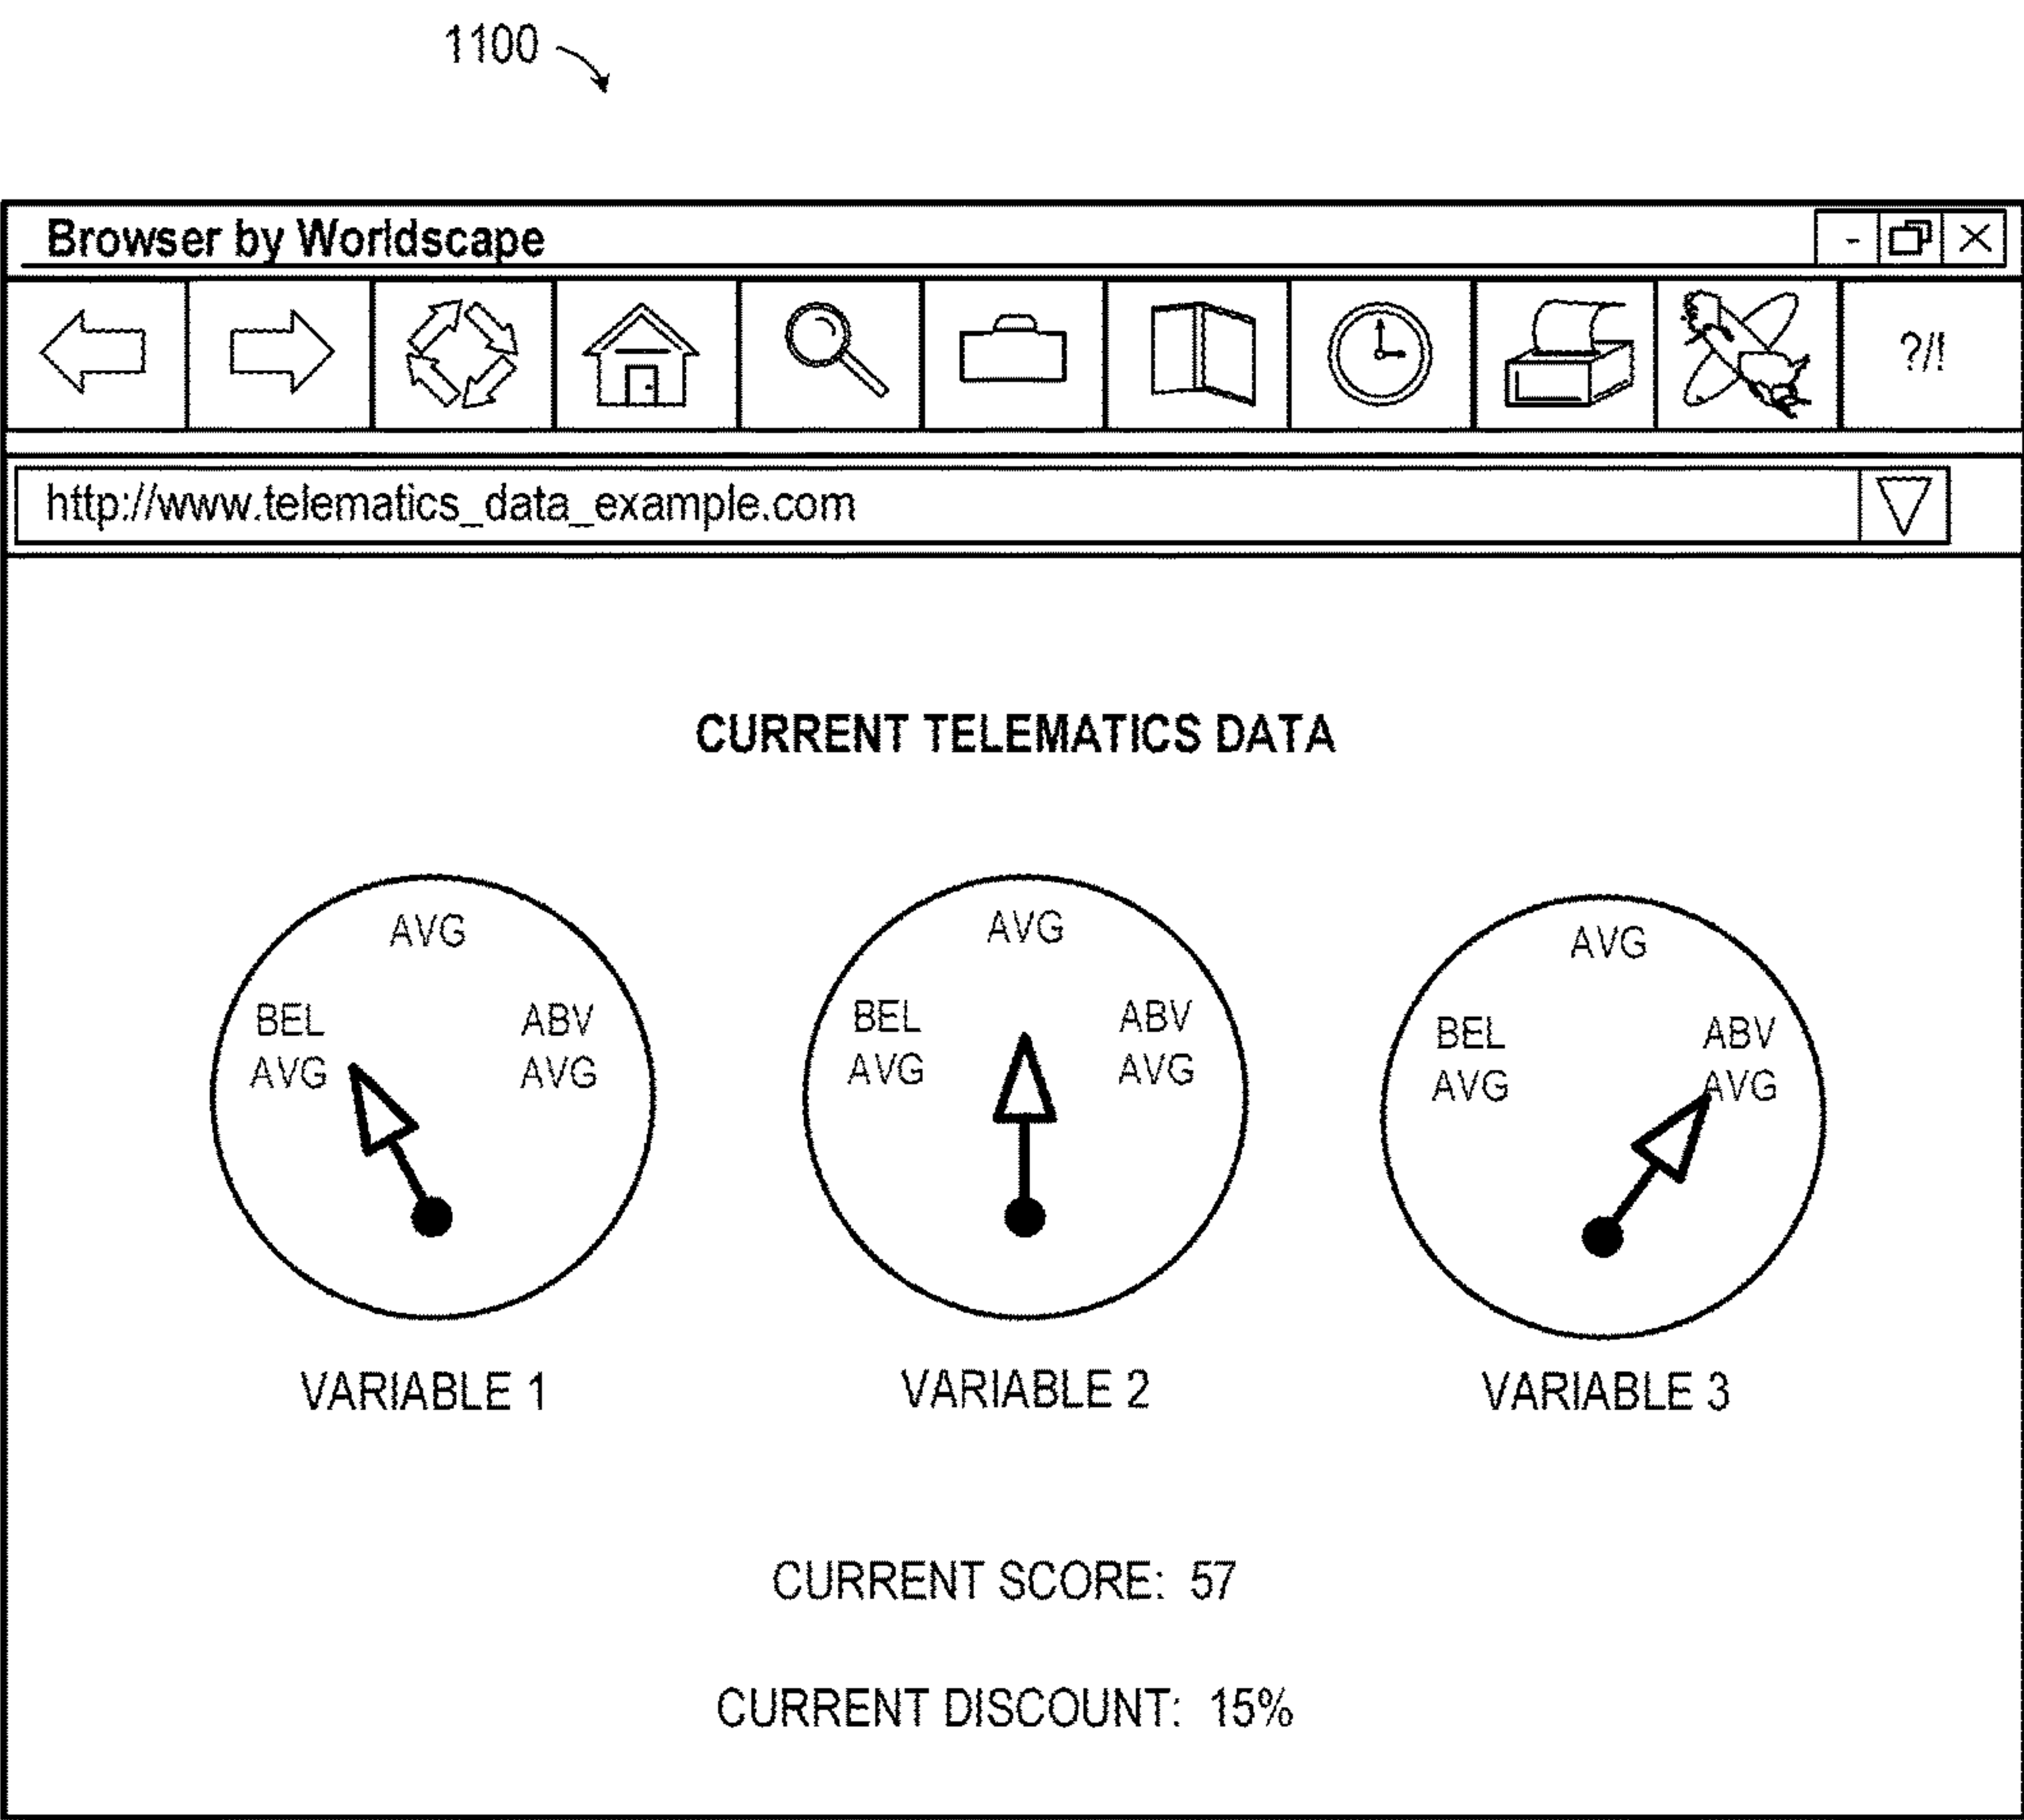 1100
Browser by Worldscape
?/!
http://www.telematics_data_example.com
CURRENT TELEMATICS DATA
AVG
BEL
AVG
ABV
AVG
VARIABLE 1
AVG
BEL
AVG
ABV
AVG
VARIABLE 2
AVG
BEL
AVG
ABV
AVG
VARIABLE 3
CURRENT SCORE: 57
CURRENT DISCOUNT: 15%